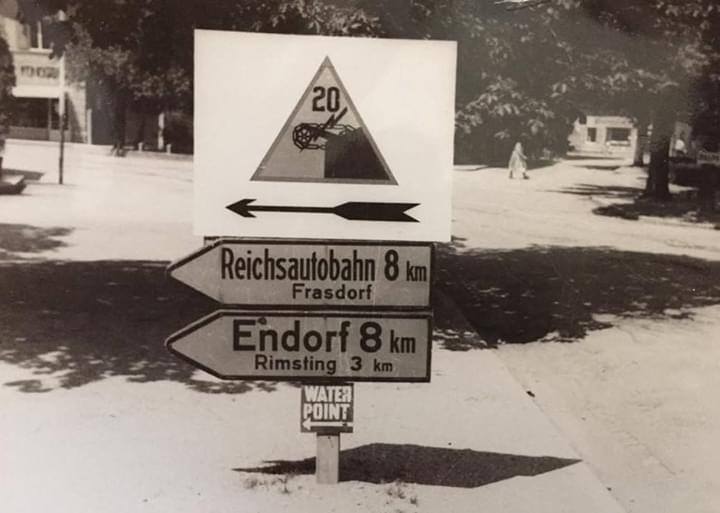 20
Reichsautobahn 8 km
Frasdorf
Endorf 8 km
Rimsting 3 km
WATER
POINT